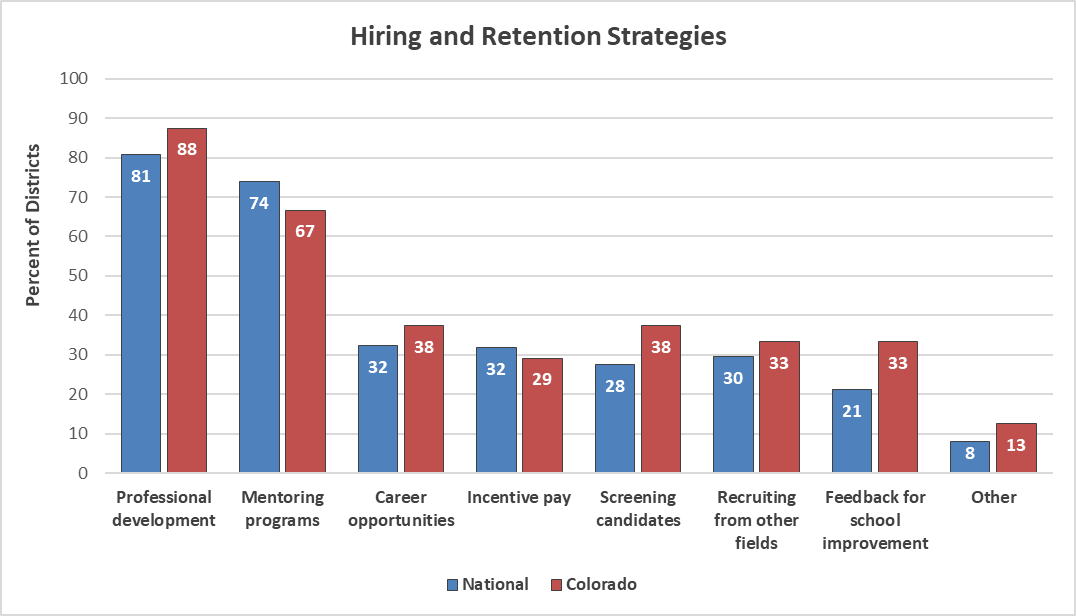 Hiring and Retention Strategies
Percent of Districts
100
90
80
70
60
50
40
30
20
10
0
81
88
74
67
32
38
32
29
28
38
30
33
21
33
8
13
Professional
development
Mentoring
programs
Career
opportunities
Incentive pay
Screening
candidates
Recruiting
from other
fields
Feedback for
school
improvement
Other
National
Colorado